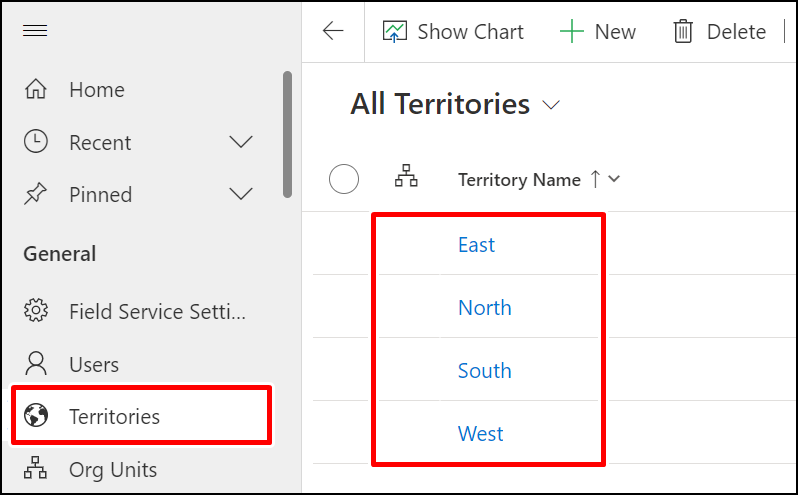 Home
Recent
Pinned
General
Field Service Setti...
Users
Territories
Org Units
Show Chart New Delete
All Territories
Territory Name
East
North
South
West